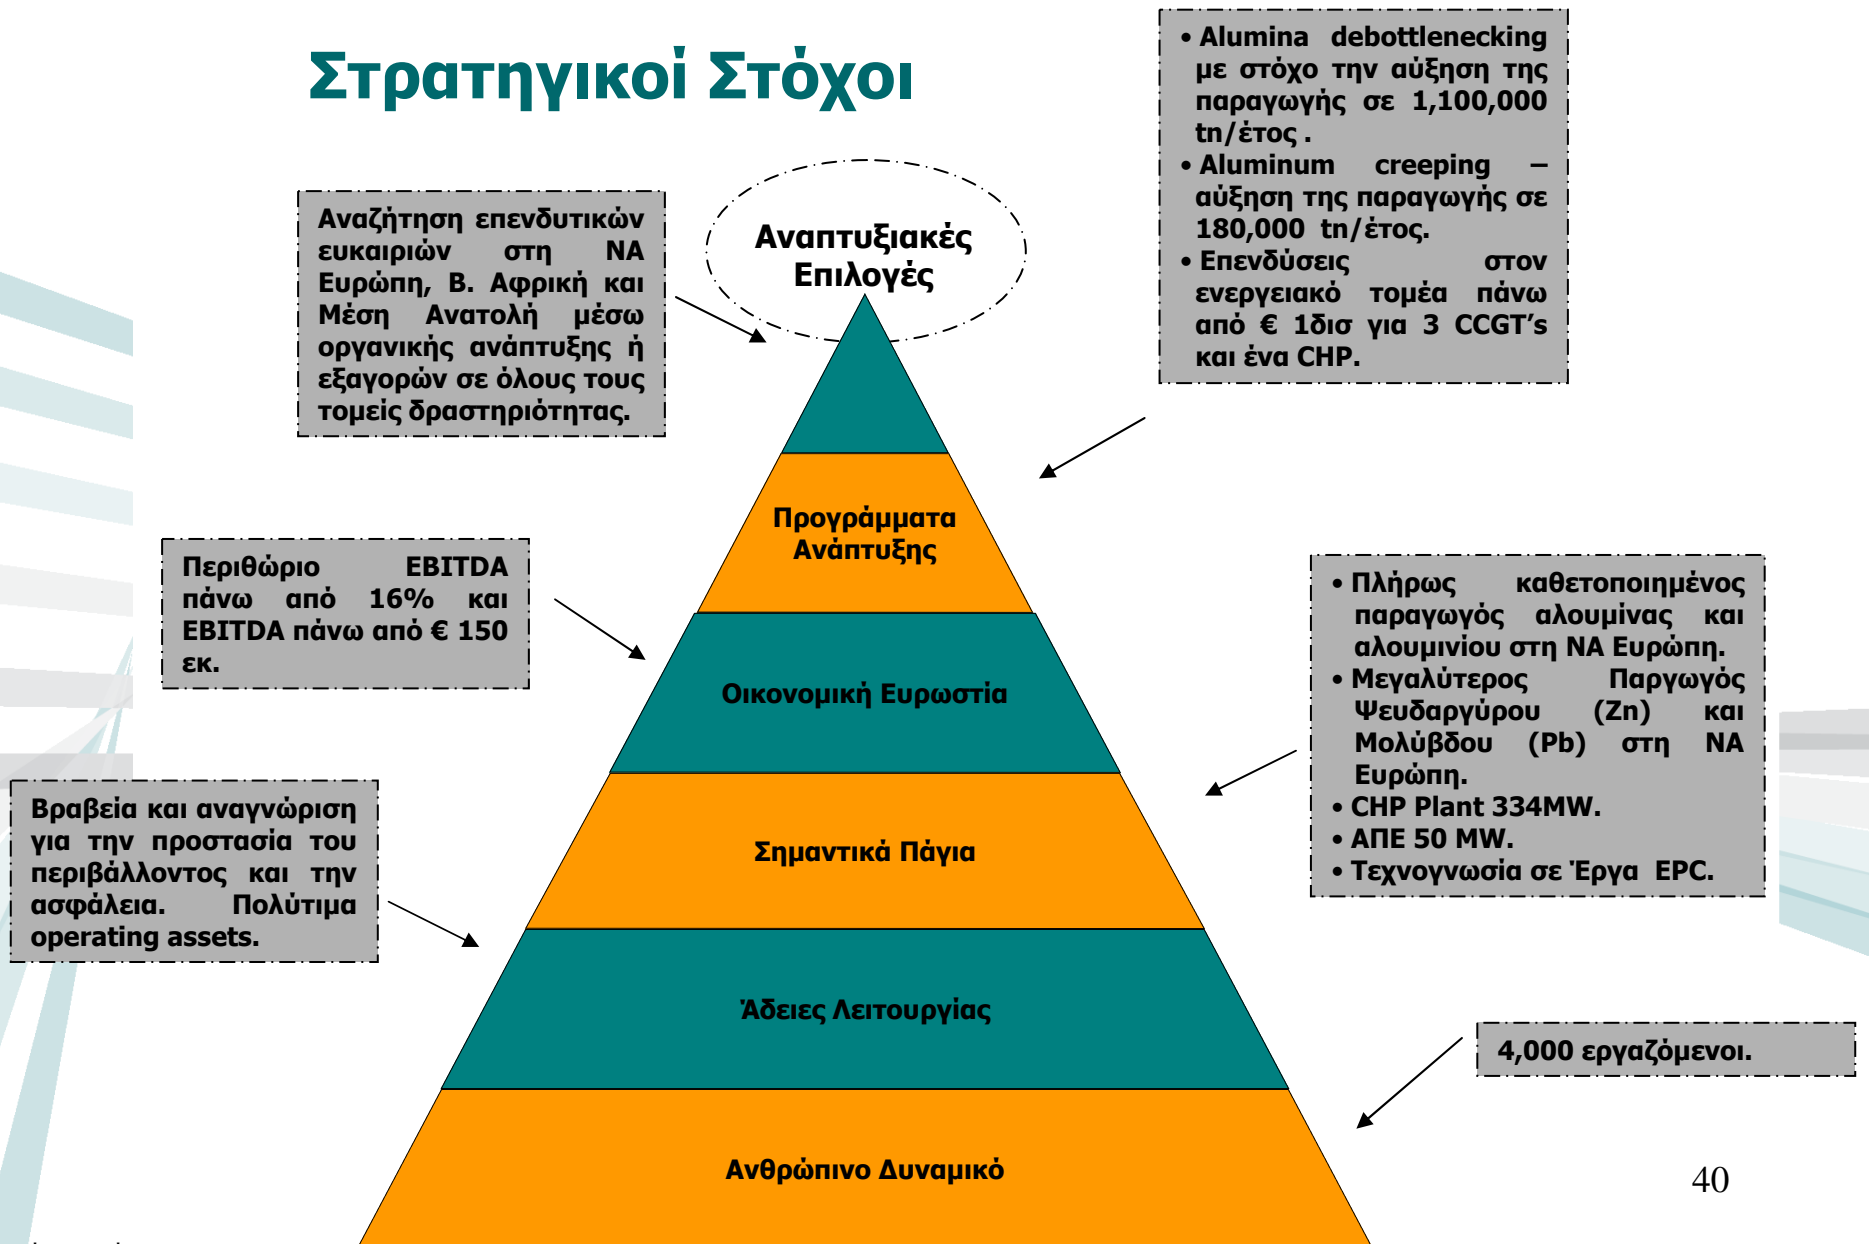 Στρατηγικοί Στόχοι
• Alumina debottlenecking
με στόχο την αύξηση της
παραγωγής σε 1,100,000
tn/έτος .
• Aluminum creeping –
αύξηση της παραγωγής σε
180,000 tn/έτος.
• Επενδύσεις στον
ενεργειακό τομέα πάνω
από € 1δισ για 3 CCGT’s
και ένα CHP.
Αναζήτηση επενδυτικών
ευκαιριών στη ΝΑ
Ευρώπη, Β. Αφρική και
Μέση Ανατολή μέσω
οργανικής ανάπτυξης ή
εξαγορών σε όλους τους
τομείς δραστηριότητας.
Αναπτυξιακές
Επιλογές
Προγράμματα
Ανάπτυξης
Περιθώριο EBITDA
πάνω από 16% και
EBITDA πάνω από € 150
εκ.
Οικονομική Ευρωστία
• Πλήρως καθετοποιημένος
παραγωγός αλουμίνας και
αλουμινίου στη ΝΑ Ευρώπη.
• Μεγαλύτερος Παργωγός
Ψευδαργύρου (Zn) και
Μολύβδου (Pb) στη ΝΑ
Ευρώπη.
• CHP Plant 334MW.
• ΑΠΕ 50 MW.
• Τεχνογνωσία σε Έργα EPC.
Σημαντικά Πάγια
Βραβεία και αναγνώριση
για την προστασία του
περιβάλλοντος και την
ασφάλεια. Πολύτιμα
operating assets.
Άδειες Λειτουργίας
4,000 εργαζόμενοι.
Ανθρώπινο Δυναμικό
40